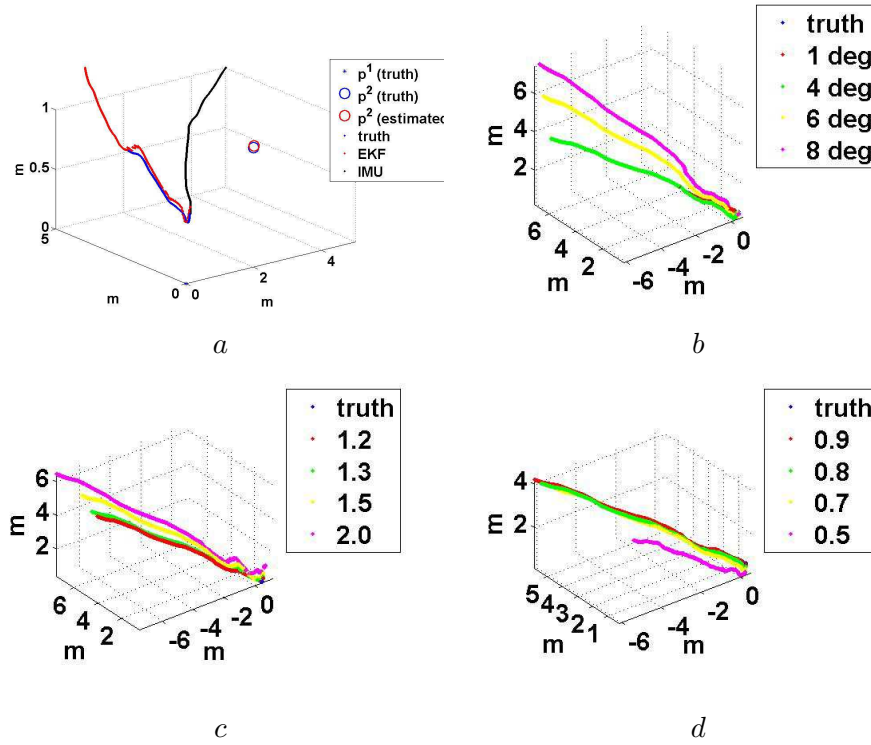 p¹ (truth)
p² (truth)
p² (estimated
truth
EKF
IMU
1
0.5
0
m
5
m
0
0
2
4
m
a
truth
1 deg
4 deg
6 deg
8 deg
6
4
2
m
6
4
2
m
-6
-4
-2
0
m
b
truth
1.2
1.3
1.5
2.0
6
4
2
m
6
4
2
m
-6
-4
-2
0
m
c
truth
0.9
0.8
0.7
0.5
4
2
m
5
4
3
2
1
m
-6
-4
-2
0
m
d